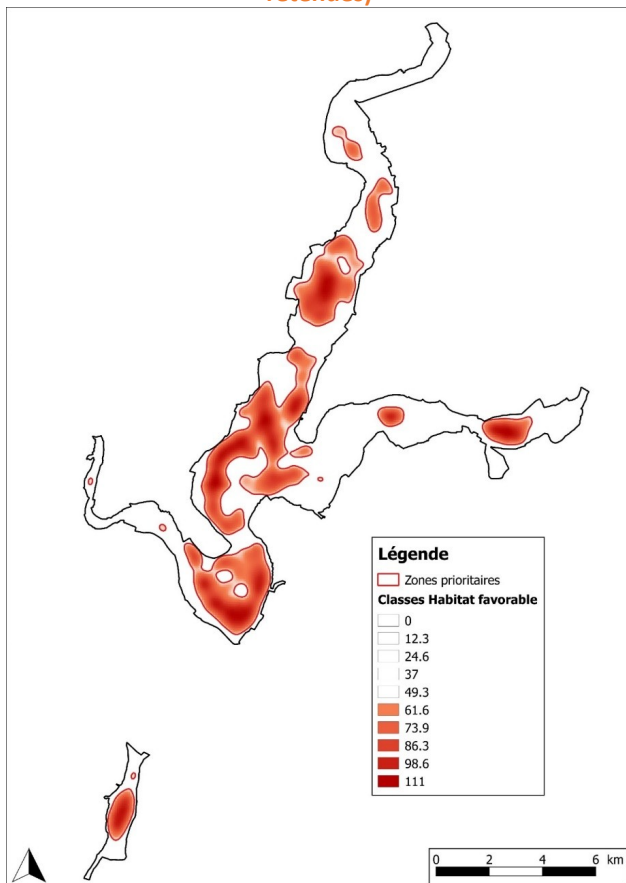 Légende
Zones prioritaires
Classes Habitat favorable
0
12.3
24.6
37
49.3
61.6
73.9
86.3
98.6
111
0 2 4 6 km